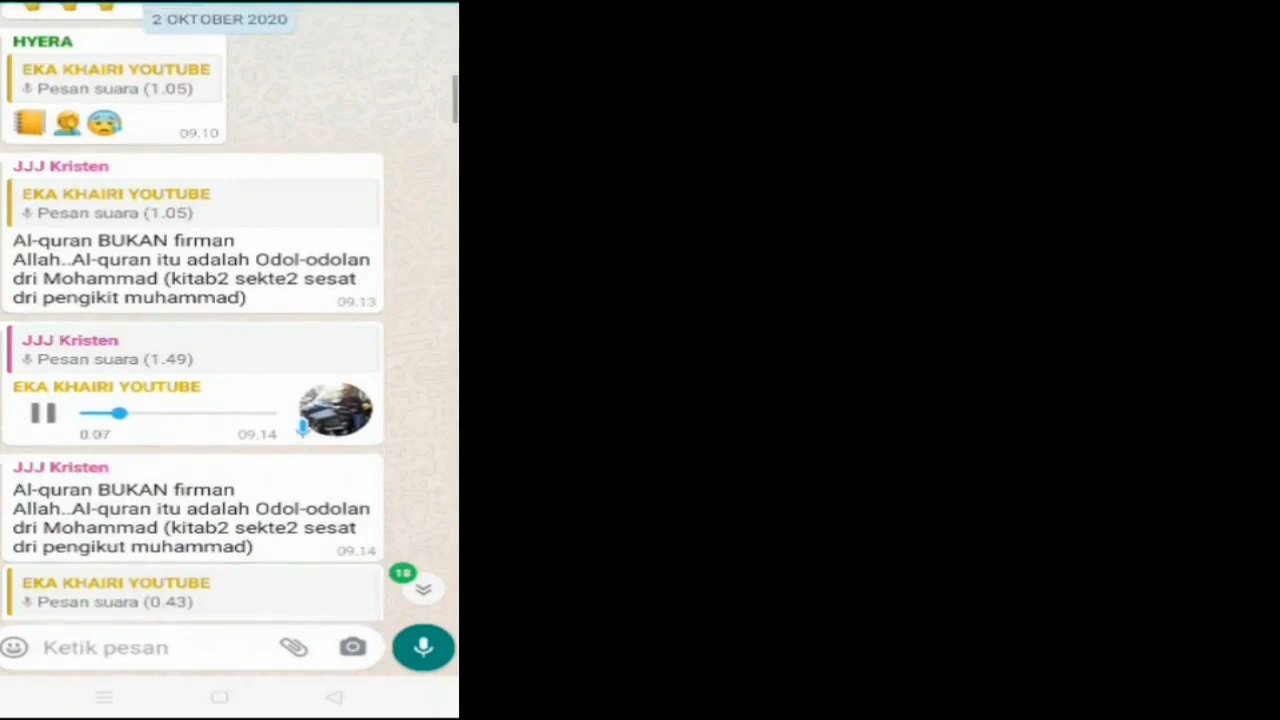 2 OKTOBER 2020
HYERA
EKA KHAIRI YOUTUBE
Pesan suara (1.05)
09.10
JJJ Kristen
EKA KHAIRI YOUTUBE
Pesan suara (1.05)
Al-quran BUKAN firman
Allah..Al-quran itu adalah Odol-odolan
dri Mohammad (kitab2 sekte2 sesat
dri pengikit muhammad)
09.13
JJJ Kristen
Pesan suara (1.49)
EKA KHAIRI YOUTUBE
0.07
09.14
JJJ Kristen
Al-quran BUKAN firman
Allah..Al-quran itu adalah Odol-odolan
dri Mohammad (kitab2 sekte2 sesat
dri pengikut muhammad)
09.14
18
EKA KHAIRI YOUTUBE
Pesan suara (0.43)
Ketik pesan